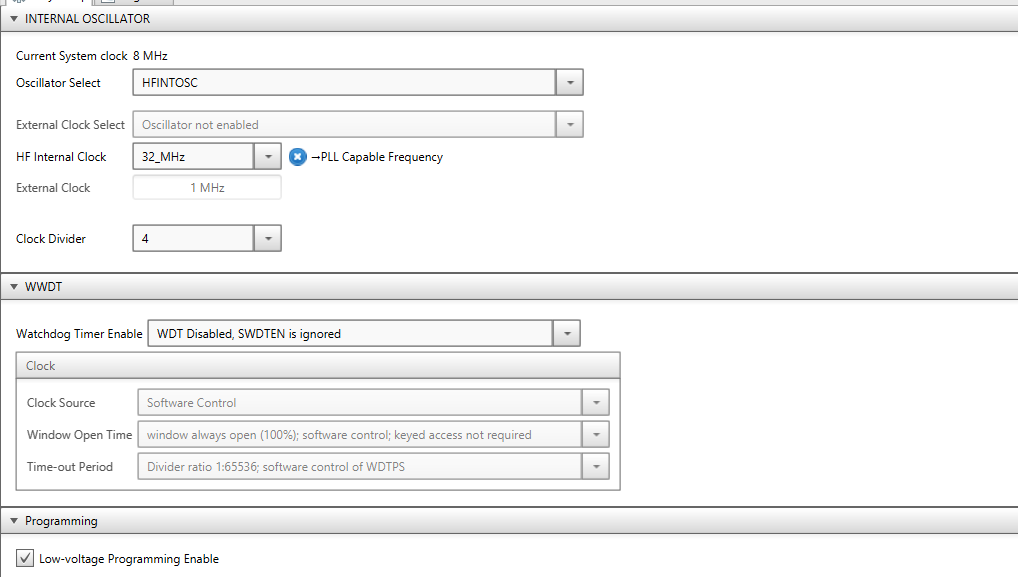 INTERNAL OSCILLATOR
Current System clock 8 MHz
Oscillator Select HFINTOSC
External Clock Select Oscillator not enabled
HF Internal Clock 32_MHz →PLL Capable Frequency
External Clock 1 MHz
Clock Divider 4
WWDT
Watchdog Timer Enable WDT Disabled, SWDTEN is ignored
Clock
Clock Source Software Control
Window Open Time window always open (100%); software control; keyed access not required
Time-out Period Divider ratio 1:65536; software control of WDTPS
Programming
Low-voltage Programming Enable